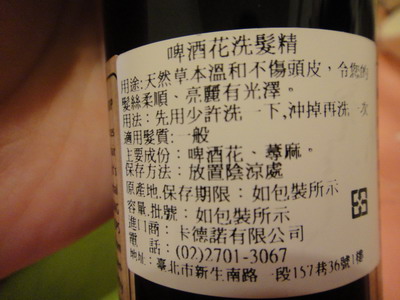 啤酒花洗髮精
用途:天然草本溫和不傷頭皮，令您的
髮絲柔順、亮麗有光澤。
用法：先用少許洗一下,沖掉再洗一次
適用髮質:一般
主要成份：啤酒花、蕁麻。
保存方法：放置陰涼處
原產地.保存期限：如包裝所示
容量.批號：如包裝所示
進口商：卡德諾有限公司
電　話：(02)2701-3067
地址：臺北市新生南路一段157巷36號1樓